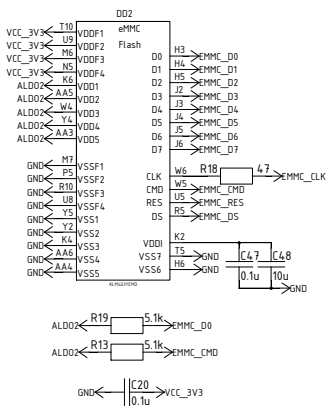 DD2
eMMC
Flash
VCC_3V3 T10 VDDF1
VCC_3V3 U9 VDDF2
VCC_3V3 M6 VDDF3
VCC_3V3 N5 VDDF4
ALDO2 K6 VDD1
ALDO2 AA5 VDD2
ALDO2 W4 VDD3
ALDO2 Y4 VDD4
ALDO2 AA3 VDD5
GND M7 VSSF1
GND P5 VSSF2
GND R10 VSSF3
GND U8 VSSF4
GND Y5 VSS1
GND Y2 VSS2
GND K4 VSS3
GND AA6 VSS4
GND AA4 VSS5
D0 H3 EMMC_D0
D1 H4 EMMC_D1
D2 H5 EMMC_D2
D3 J2 EMMC_D3
D4 J3 EMMC_D4
D5 J4 EMMC_D5
D6 J5 EMMC_D6
D7 J6 EMMC_D7
CLK W6 R18 47 EMMC_CLK
CMD W5 EMMC_CMD
RES U5 EMMC_RES
DS R5 EMMC_DS
VDDI K2
VSS7 T5 GND
VSS6 H6 GND
C47 C48
0.1u 10u
GND
ALDO2 R19 5.1k EMMC_D0
ALDO2 R13 5.1k EMMC_CMD
GND C20 VCC_3V3
0.1u